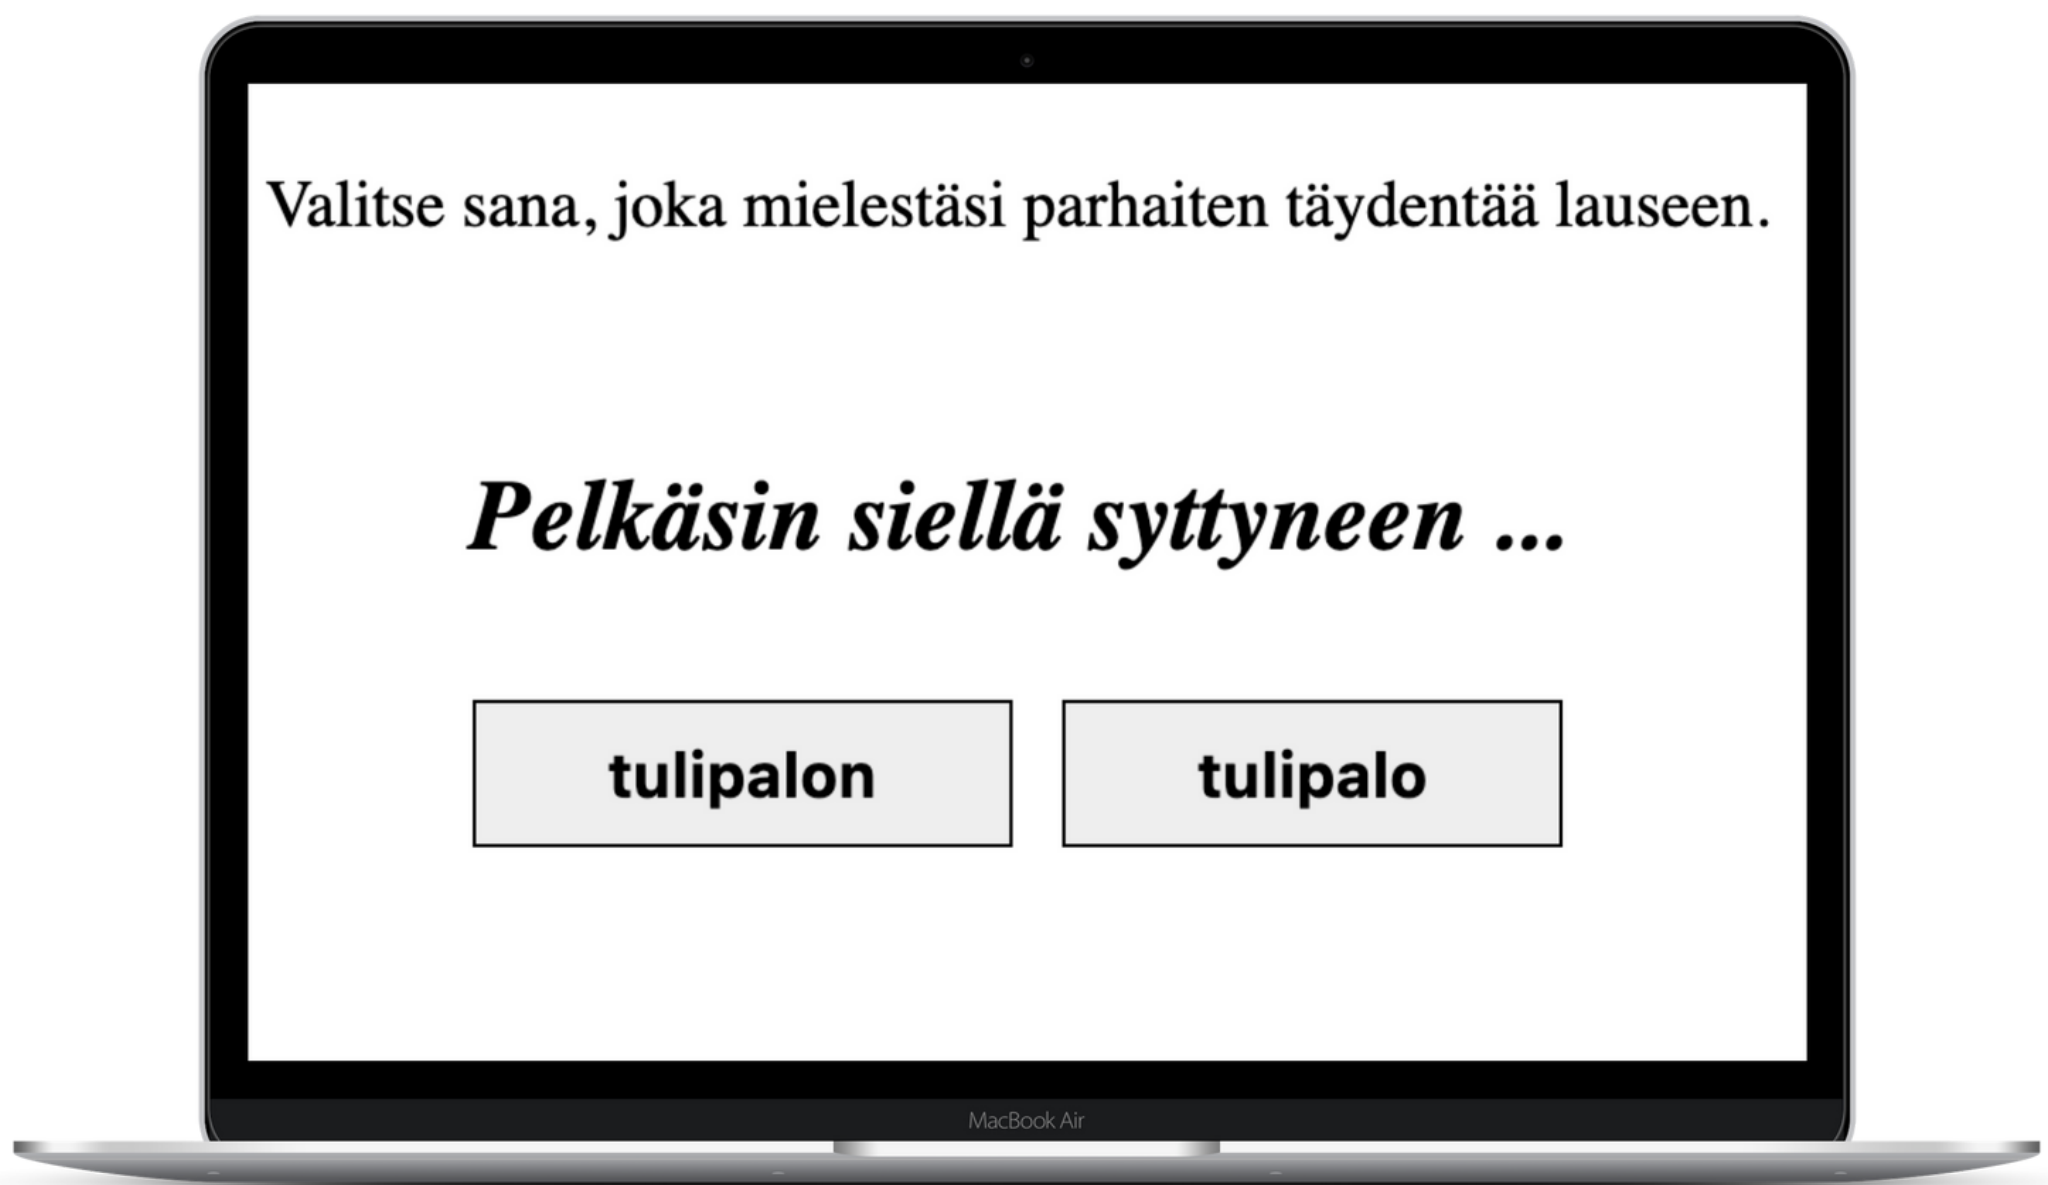 Valitse sana, joka mielestäsi parhaiten täydentää lauseen.
Pelkäsin siellä syttyneen ...
tulipalon tulipalo
MacBook Air